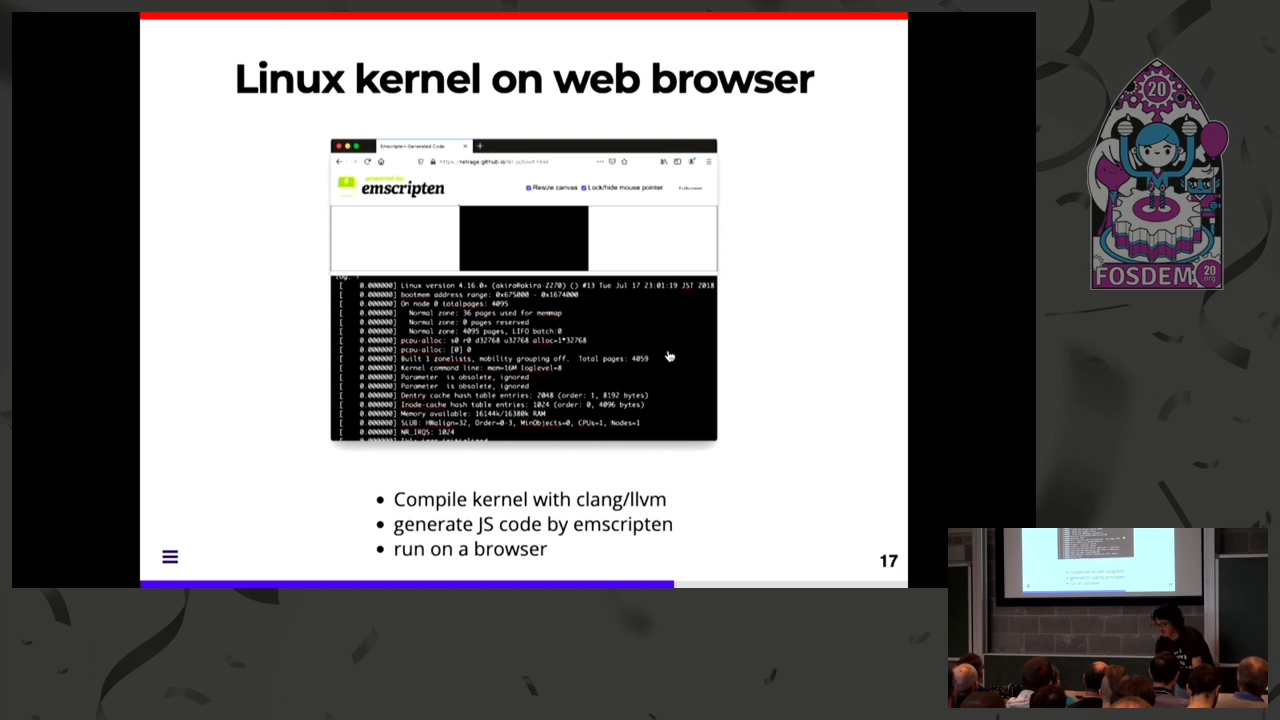 Linux kernel on web browser
Emscripten-Generated Code
https://retrage.github.io/lkl-js/boot.html
powered by
emscripten
Resize canvas Lock/hide mouse pointer
[ 0.000000] Linux version 4.16.0+ (akira@akira-Z270) () #13 Tue Jul 17 23:01:19 JST 2018
[ 0.000000] bootmem address range: 0x675000 - 0x1674000
[ 0.000000] On node 0 totalpages: 4095
[ 0.000000] Normal zone: 36 pages used for memmap
[ 0.000000] Normal zone: 0 pages reserved
[ 0.000000] Normal zone: 4095 pages, LIFO batch:0
[ 0.000000] pcpu-alloc: s0 r0 d32768 u32768 alloc=1*32768
[ 0.000000] pcpu-alloc: [0] 0
[ 0.000000] Built 1 zonelists, mobility grouping off. Total pages: 4059
[ 0.000000] Kernel command line: mem=16M loglevel=8
[ 0.000000] Parameter is obsolete, ignored
[ 0.000000] Parameter is obsolete, ignored
[ 0.000000] Dentry cache hash table entries: 2048 (order: 1, 8192 bytes)
[ 0.000000] Inode-cache hash table entries: 1024 (order: 0, 4096 bytes)
[ 0.000000] Memory available: 16144k/16380k RAM
[ 0.000000] SLUB: HWalign=32, Order=0-3, MinObjects=0, CPUs=1, Nodes=1
[ 0.000000] NR_IRQS: 1024
• Compile kernel with clang/llvm
• generate JS code by emscripten
• run on a browser
17
20
FOSDEM
20
.org